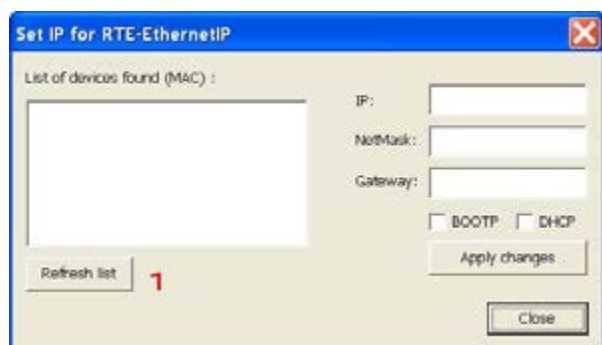 Set IP for RTE-EthernetIP
List of devices found (MAC) :
IP:
NetMask:
Gateway:
BOOTP DHCP
Apply changes
Refresh list 1
Close